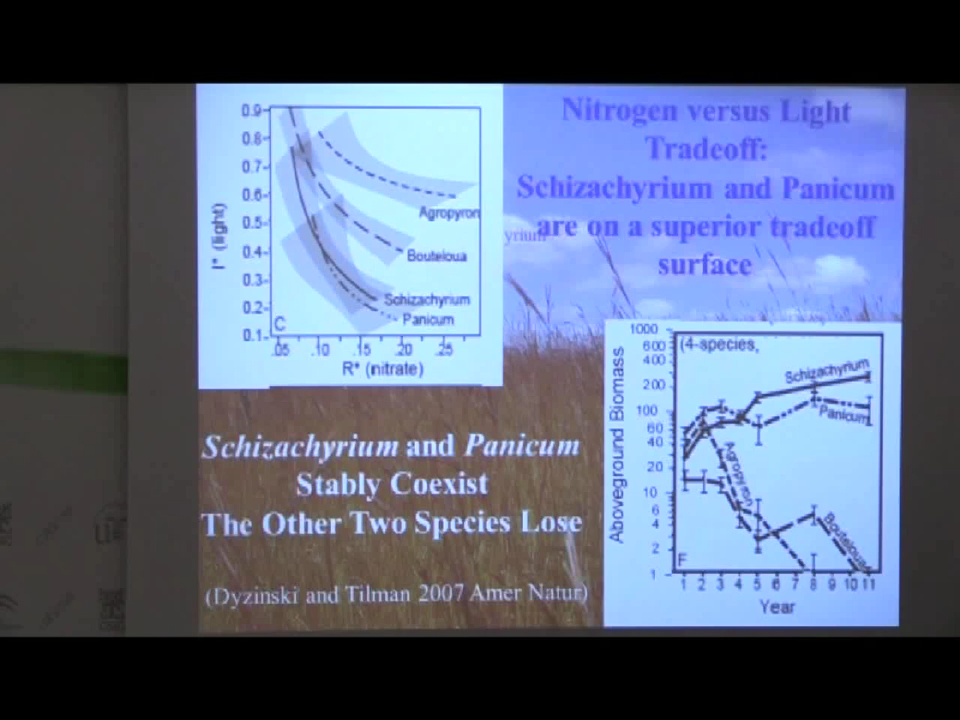 Nitrogen versus Light
Tradeoff:
Schizachyrium and Panicum
yrium
are on a superior tradeoff
surface
I* (light)
0.9
0.8
0.7
0.6
0.5
0.4
0.3
0.2
0.1
Agropyron
Bouteloua
Schizachyrium
Panicum
C
.05 .10 .15 .20 .25
R* (nitrate)
Schizachyrium and Panicum
Stably Coexist
The Other Two Species Lose
(Dyzinski and Tilman 2007 Amer Natur)
Aboveground Biomass
1000
600
400
200
100
60
40
20
10
6
4
2
1
(4-species,
Schizachyrium
Panicum
Agropyron
Bouteloua
F
1 2 3 4 5 6 7 8 9 10 11
Year